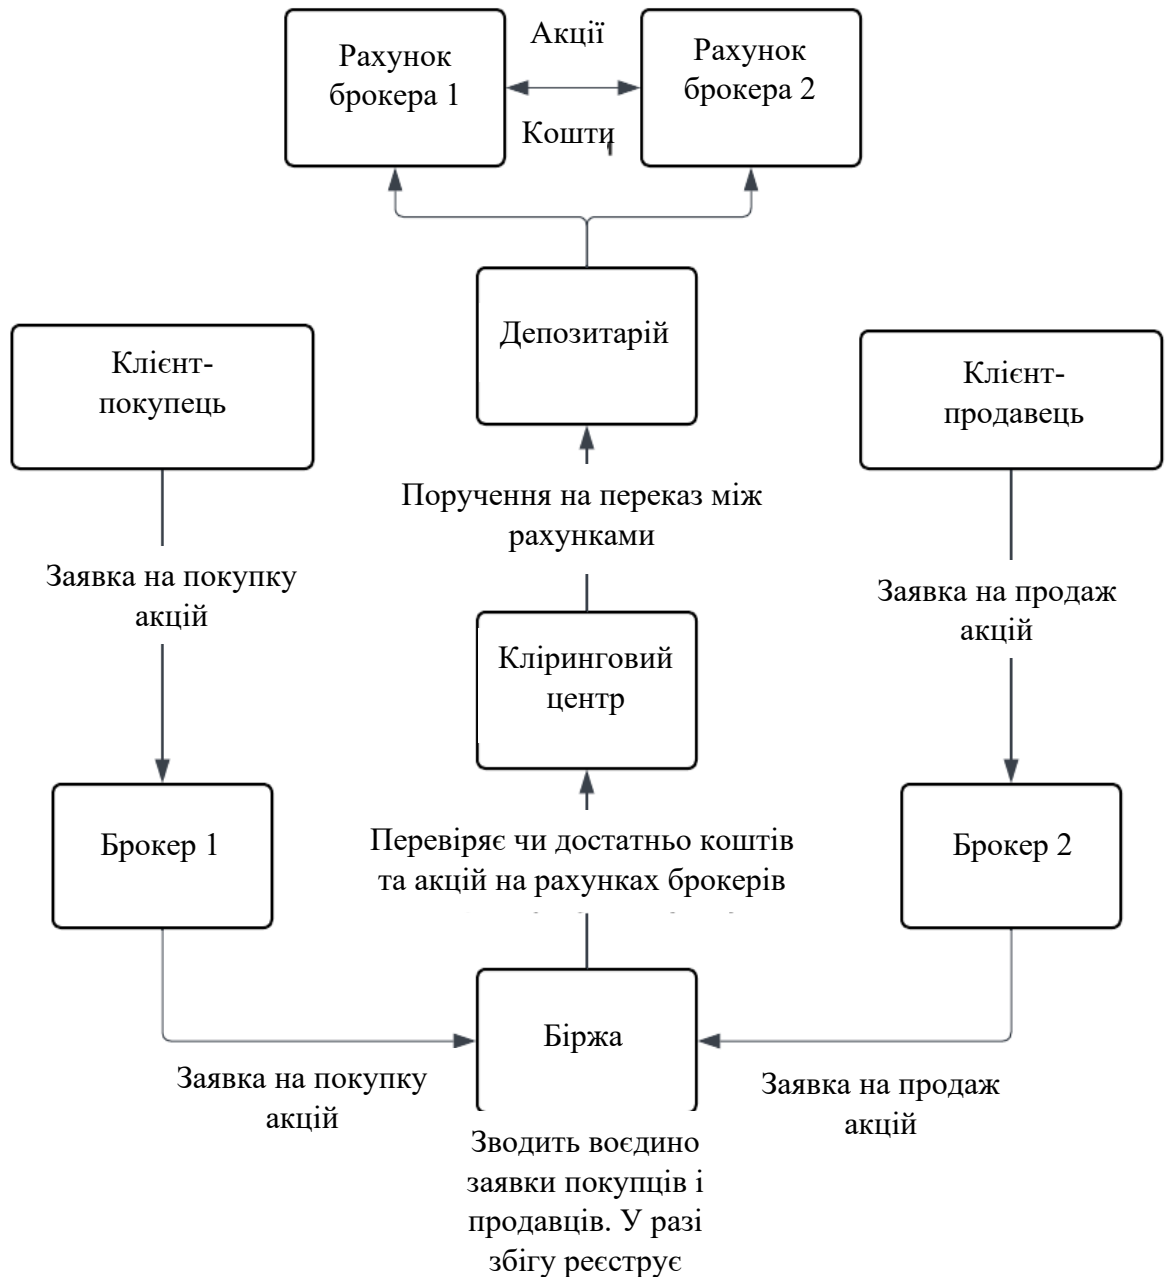 Акції
Рахунок
брокера 1
Рахунок
брокера 2
Кошти
Депозитарій
Клієнт-
покупець
Клієнт-
продавець
Поручення на переказ між
рахунками
Заявка на покупку
акцій
Заявка на продаж
акцій
Кліринговий
центр
Брокер 1
Перевіряє чи достатньо коштів
та акцій на рахунках брокерів
Брокер 2
Біржа
Заявка на покупку
акцій
Заявка на продаж
акцій
Зводить воєдино
заявки покупців і
продавців. У разі
збігу реєструє